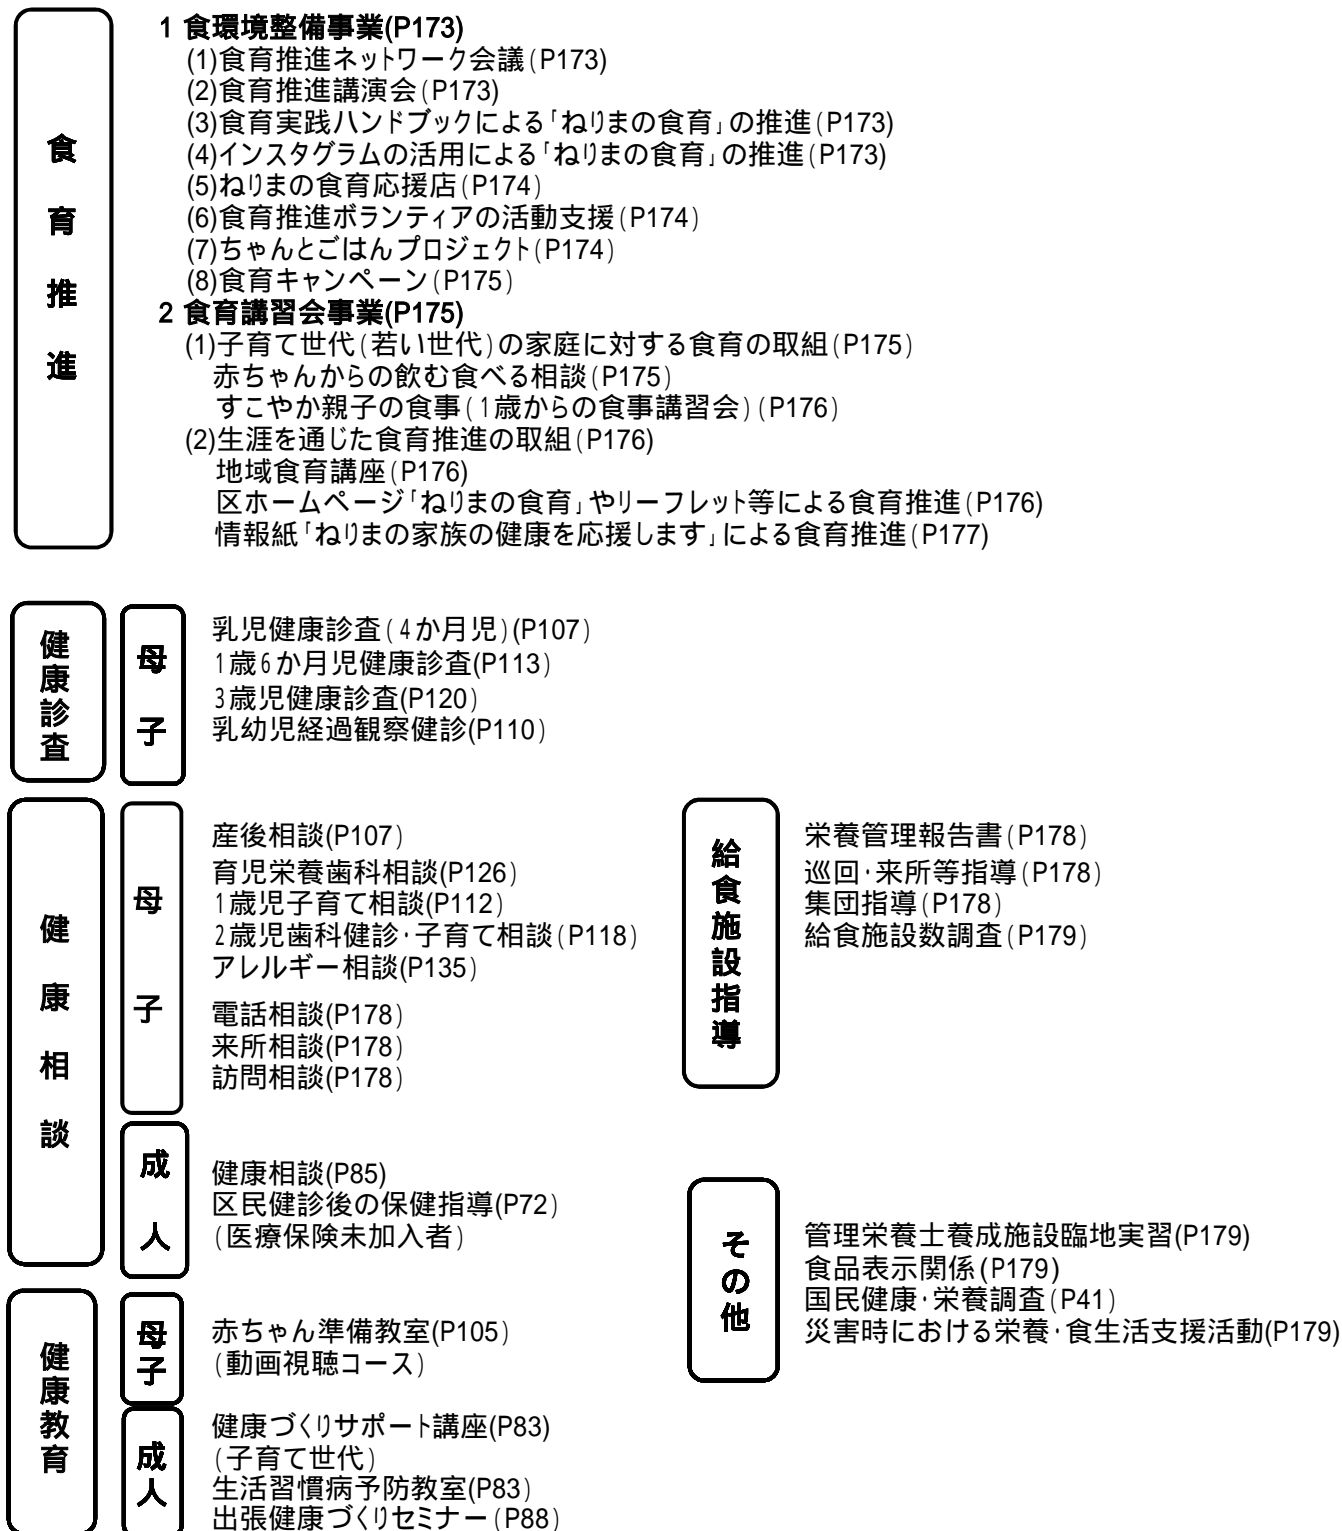 食育推進
1 食環境整備事業(P173)
(1)食育推進ネットワーク会議(P173)
(2)食育推進講演会(P173)
(3)食育実践ハンドブックによる「ねりまの食育」の推進(P173)
(4)インスタグラムの活用による「ねりまの食育」の推進(P173)
(5)ねりまの食育応援店(P174)
(6)食育推進ボランティアの活動支援(P174)
(7)ちゃんとごはんプロジェクト(P174)
(8)食育キャンペーン(P175)
2 食育講習会事業(P175)
(1)子育て世代(若い世代)の家庭に対する食育の取組(P175)
赤ちゃんからの飲む食べる相談(P175)
すこやか親子の食事(1歳からの食事講習会)(P176)
(2)生涯を通じた食育推進の取組(P176)
地域食育講座(P176)
区ホームページ「ねりまの食育」やリーフレット等による食育推進(P176)
情報紙「ねりまの家族の健康を応援します」による食育推進(P177)
健康診査
母子
乳児健康診査(4か月児)(P107)
1歳6か月児健康診査(P113)
3歳児健康診査(P120)
乳幼児経過観察健診(P110)
健康相談
母子
産後相談(P107)
育児栄養歯科相談(P126)
1歳児子育て相談(P112)
2歳児歯科健診・子育て相談(P118)
アレルギー相談(P135)
電話相談(P178)
来所相談(P178)
訪問相談(P178)
成人
健康相談(P85)
区民健診後の保健指導(P72)
(医療保険未加入者)
健康教育
母子
赤ちゃん準備教室(P105)
(動画視聴コース)
成人
健康づくりサポート講座(P83)
(子育て世代)
生活習慣病予防教室(P83)
出張健康づくりセミナー(P88)
給食施設指導
栄養管理報告書(P178)
巡回・来所等指導(P178)
集団指導(P178)
給食施設数調査(P179)
その他
管理栄養士養成施設臨地実習(P179)
食品表示関係(P179)
国民健康・栄養調査(P41)
災害時における栄養・食生活支援活動(P179)